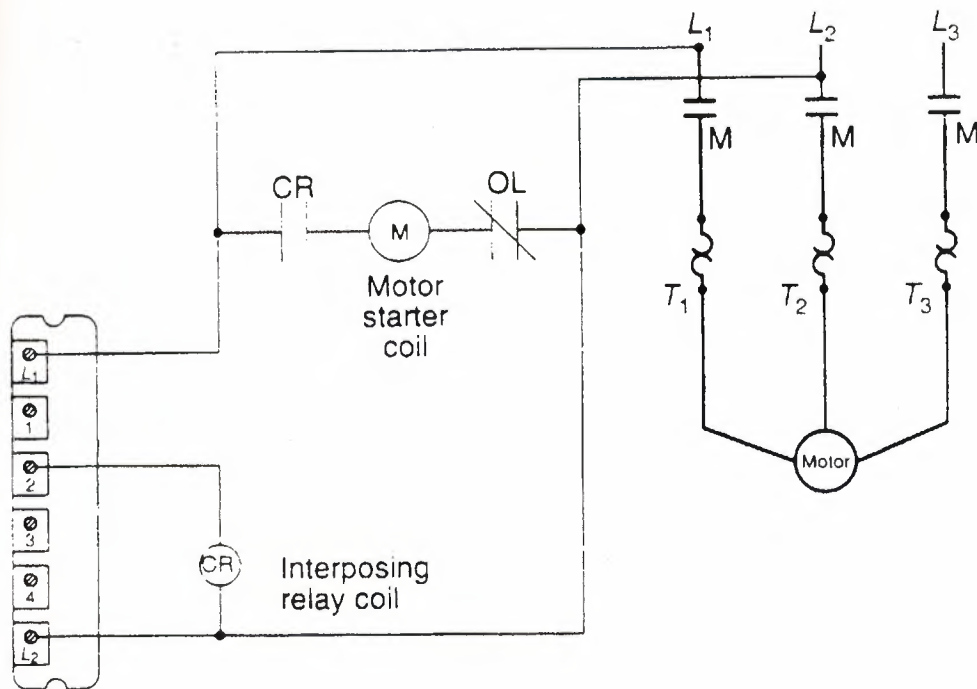 L1
L2
L3
M
M
M
CR
OL
M
Motor
starter
coil
T1
T2
T3
Motor
L1
1
2
3
4
L2
CR
Interposing
relay coil